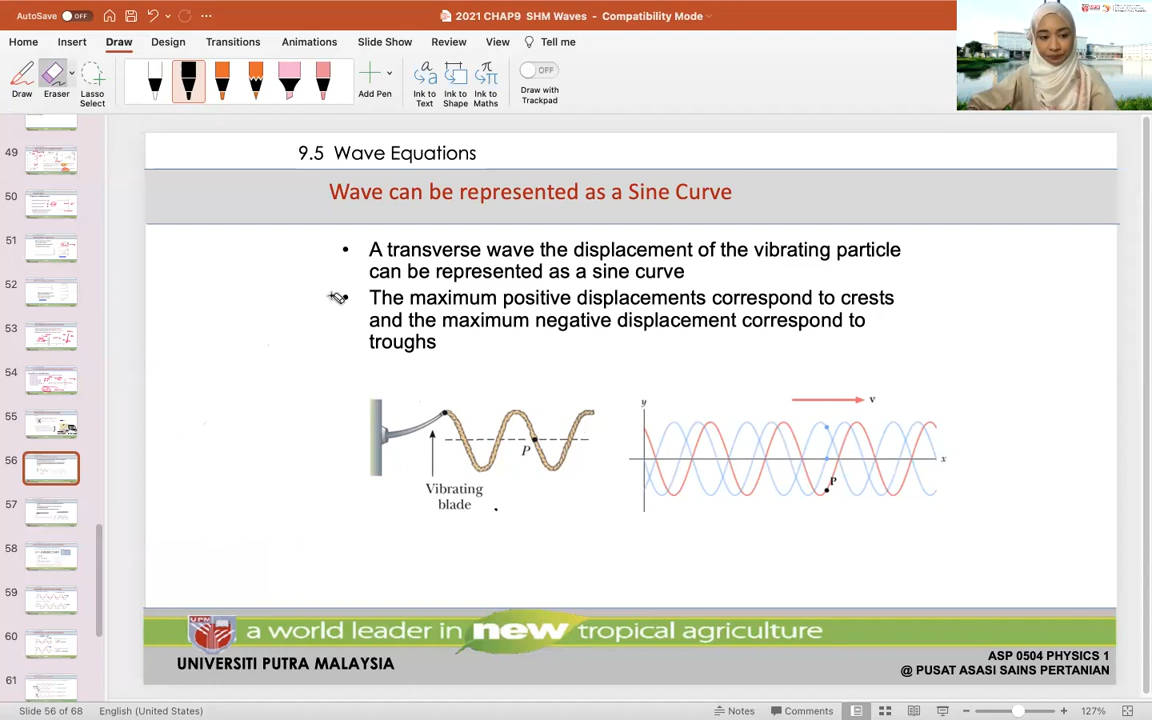 AutoSave OFF
2021 CHAP9 SHM Waves - Compatibility Mode
Home Insert Draw Design Transitions Animations Slide Show Review View Tell me
Draw Eraser Lasso Select Add Pen Ink to Text Ink to Shape Ink to Maths OFF Draw with Trackpad
49
50
51
52
53
54
55
56
57
58
59
60
61
9.5 Wave Equations
Wave can be represented as a Sine Curve
• A transverse wave the displacement of the vibrating particle
can be represented as a sine curve
• The maximum positive displacements correspond to crests
and the maximum negative displacement correspond to
troughs
P
Vibrating
blade
y
v
x
P
UPM
a world leader in new tropical agriculture
UNIVERSITI PUTRA MALAYSIA
ASP 0504 PHYSICS 1
@ PUSAT ASASI SAINS PERTANIAN
Slide 56 of 68 English (United States) Notes Comments 127%